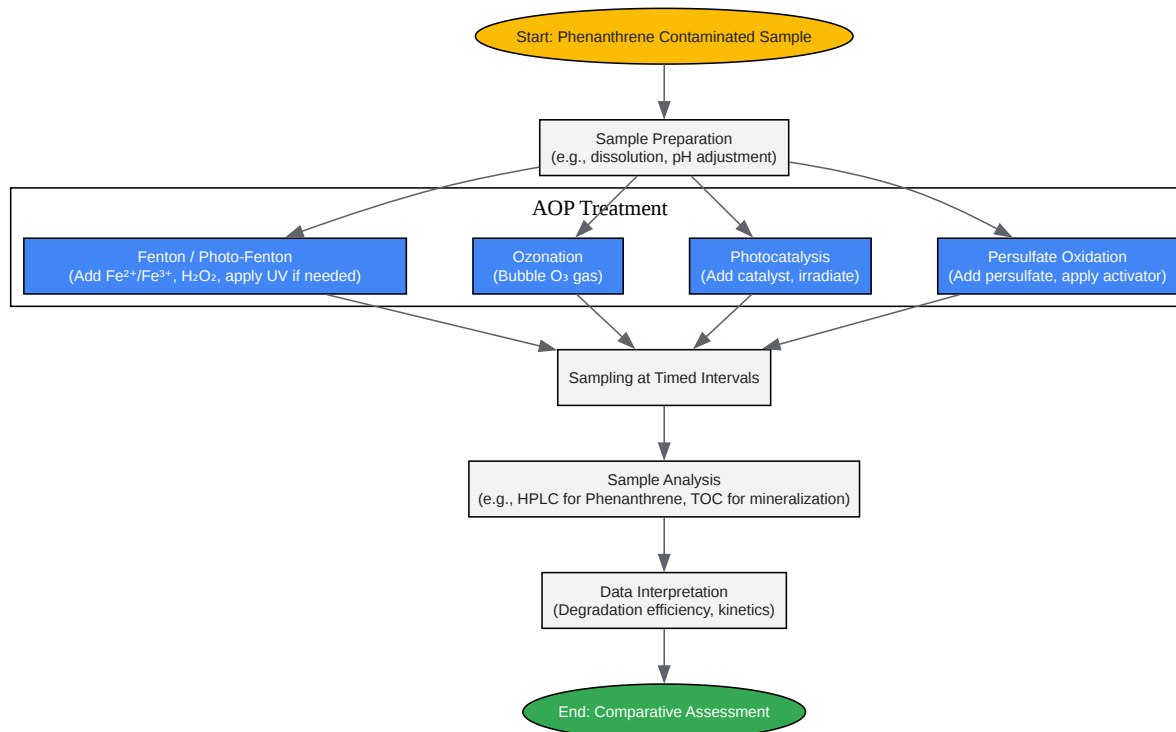 Start: Phenanthrene Contaminated Sample
Sample Preparation
(e.g., dissolution, pH adjustment)
AOP Treatment
Fenton / Photo-Fenton
(Add Fe²⁺/Fe³⁺, H₂O₂, apply UV if needed)
Ozonation
(Bubble O₃ gas)
Photocatalysis
(Add catalyst, irradiate)
Persulfate Oxidation
(Add persulfate, apply activator)
Sampling at Timed Intervals
Sample Analysis
(e.g., HPLC for Phenanthrene, TOC for mineralization)
Data Interpretation
(Degradation efficiency, kinetics)
End: Comparative Assessment